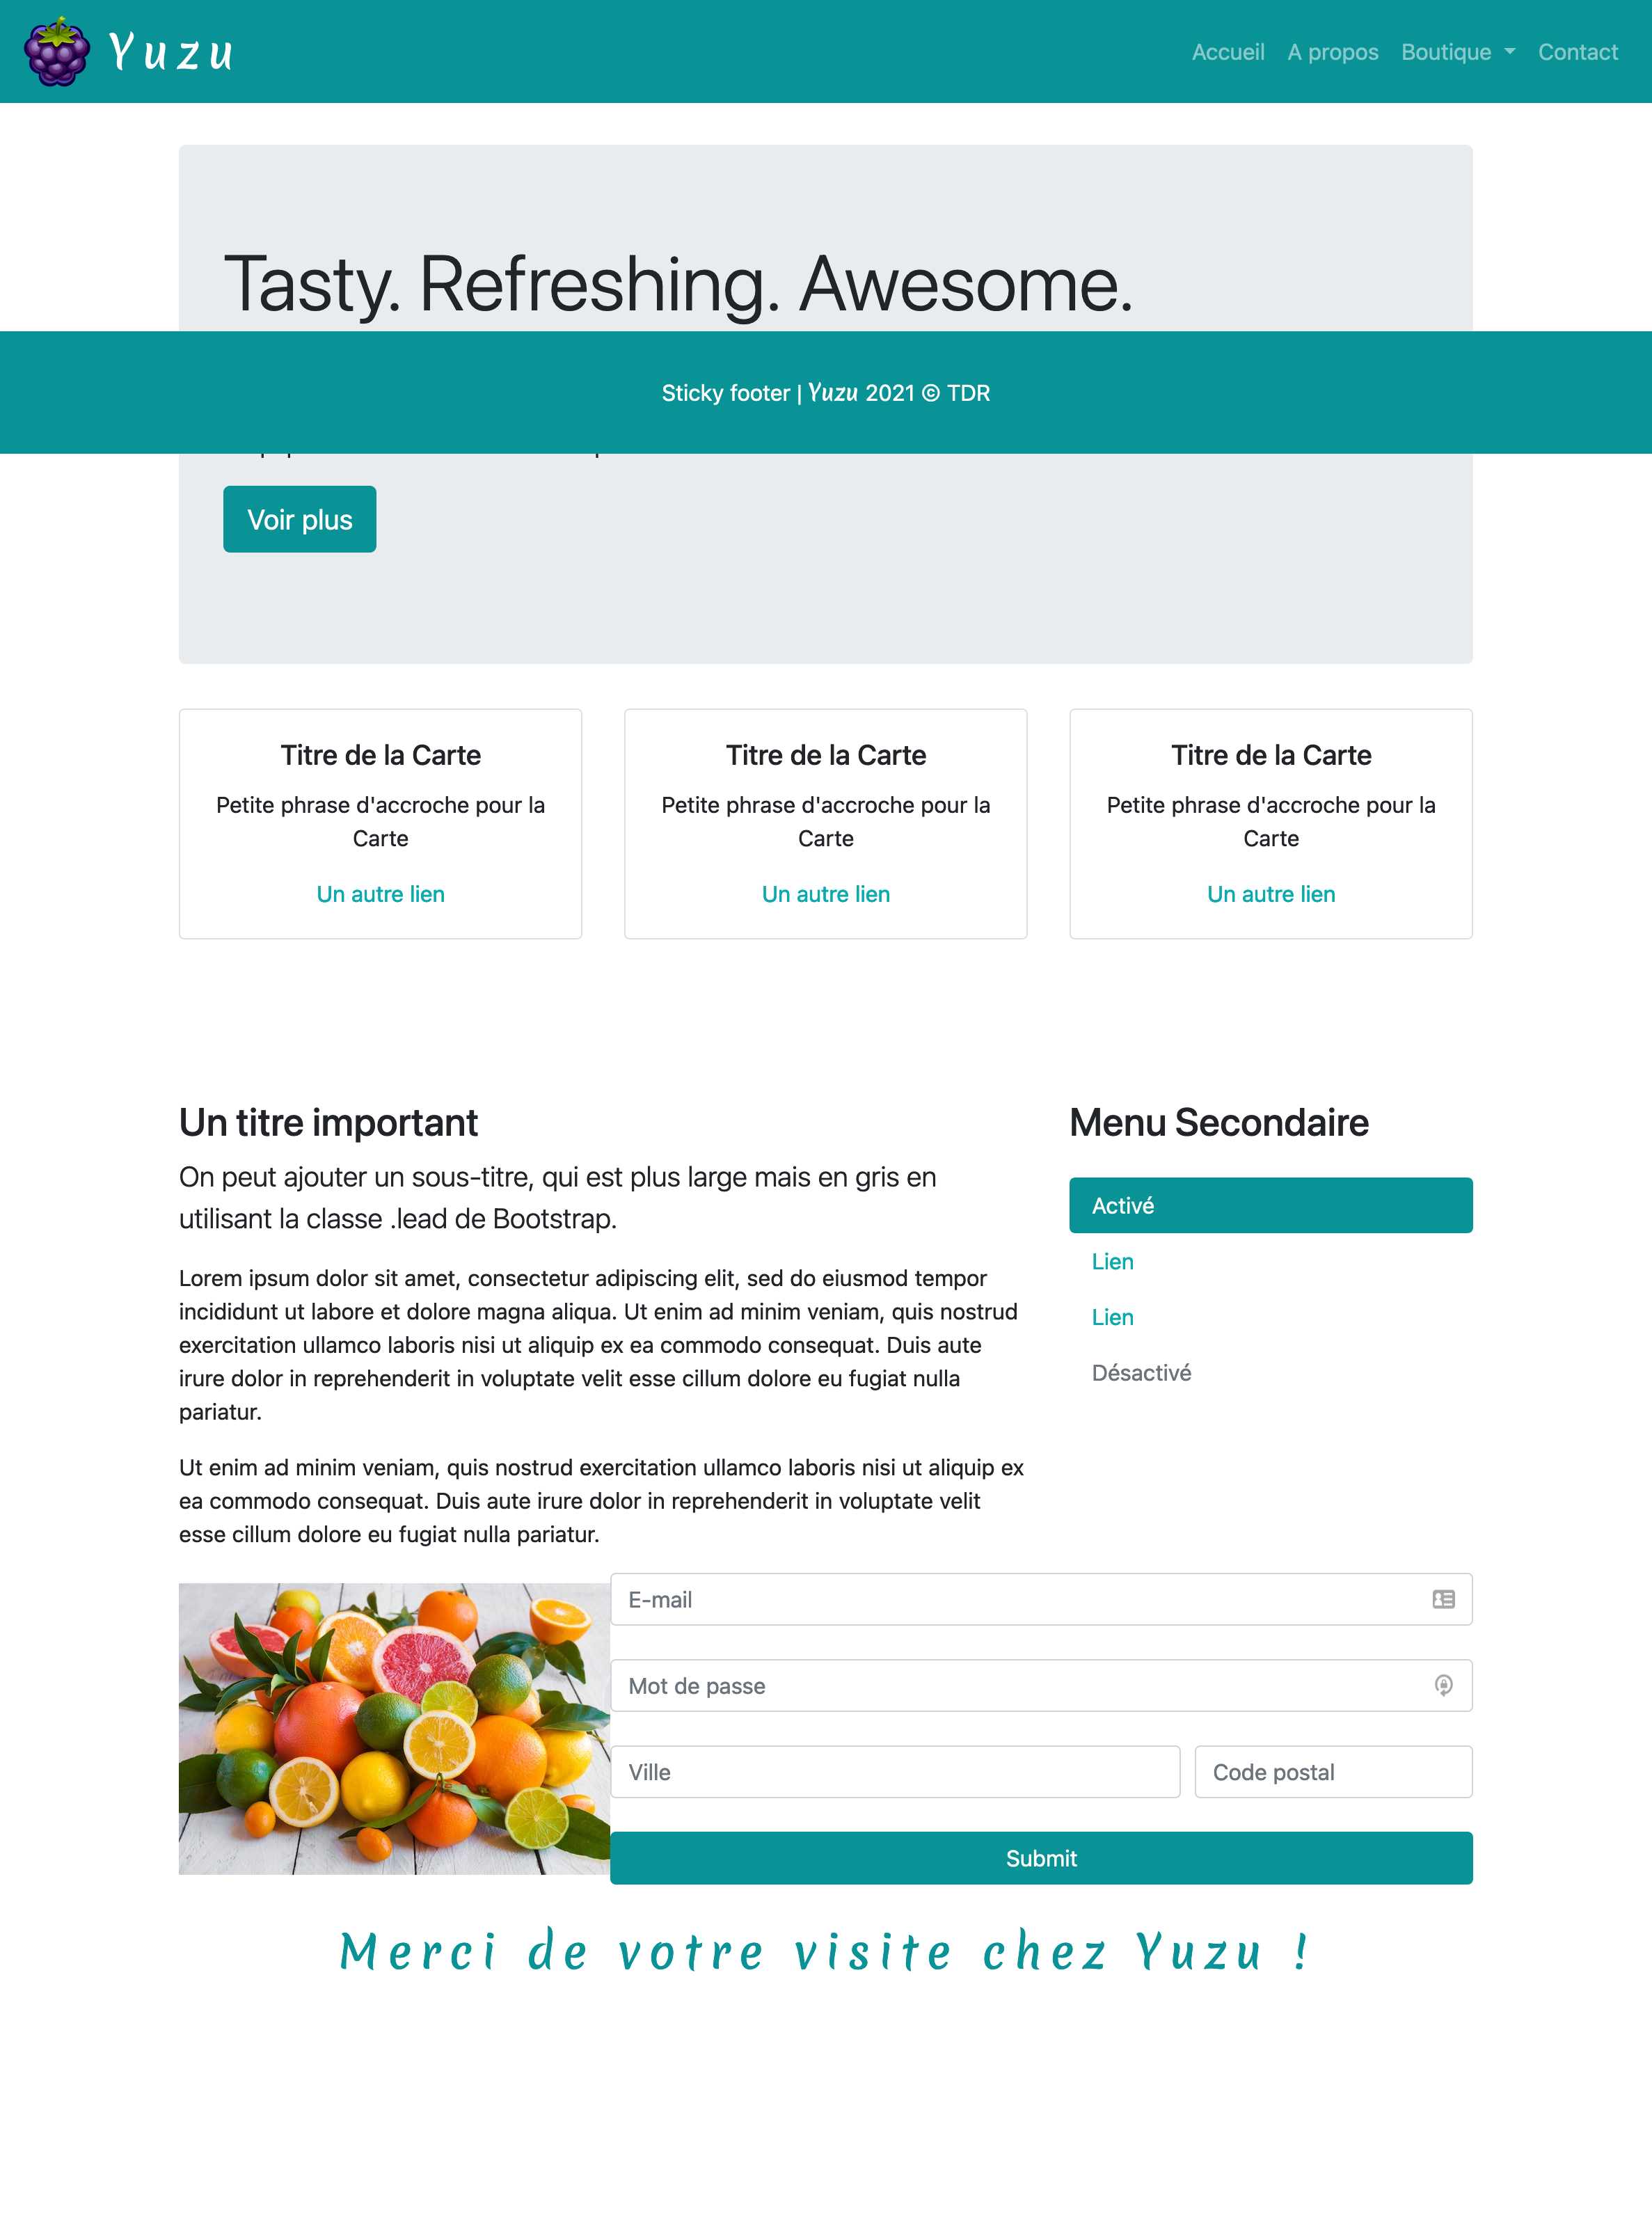 Yuzu
Accueil A propos Boutique Contact
Tasty. Refreshing. Awesome.
Sticky footer | Yuzu 2021 © TDR
Voir plus
Titre de la Carte
Petite phrase d'accroche pour la
Carte
Un autre lien
Titre de la Carte
Petite phrase d'accroche pour la
Carte
Un autre lien
Titre de la Carte
Petite phrase d'accroche pour la
Carte
Un autre lien
Un titre important
On peut ajouter un sous-titre, qui est plus large mais en gris en
utilisant la classe .lead de Bootstrap.
Lorem ipsum dolor sit amet, consectetur adipiscing elit, sed do eiusmod tempor
incididunt ut labore et dolore magna aliqua. Ut enim ad minim veniam, quis nostrud
exercitation ullamco laboris nisi ut aliquip ex ea commodo consequat. Duis aute
irure dolor in reprehenderit in voluptate velit esse cillum dolore eu fugiat nulla
pariatur.
Ut enim ad minim veniam, quis nostrud exercitation ullamco laboris nisi ut aliquip ex
ea commodo consequat. Duis aute irure dolor in reprehenderit in voluptate velit
esse cillum dolore eu fugiat nulla pariatur.
Menu Secondaire
Activé
Lien
Lien
Désactivé
E-mail
Mot de passe
Ville
Code postal
Submit
Merci de votre visite chez Yuzu !